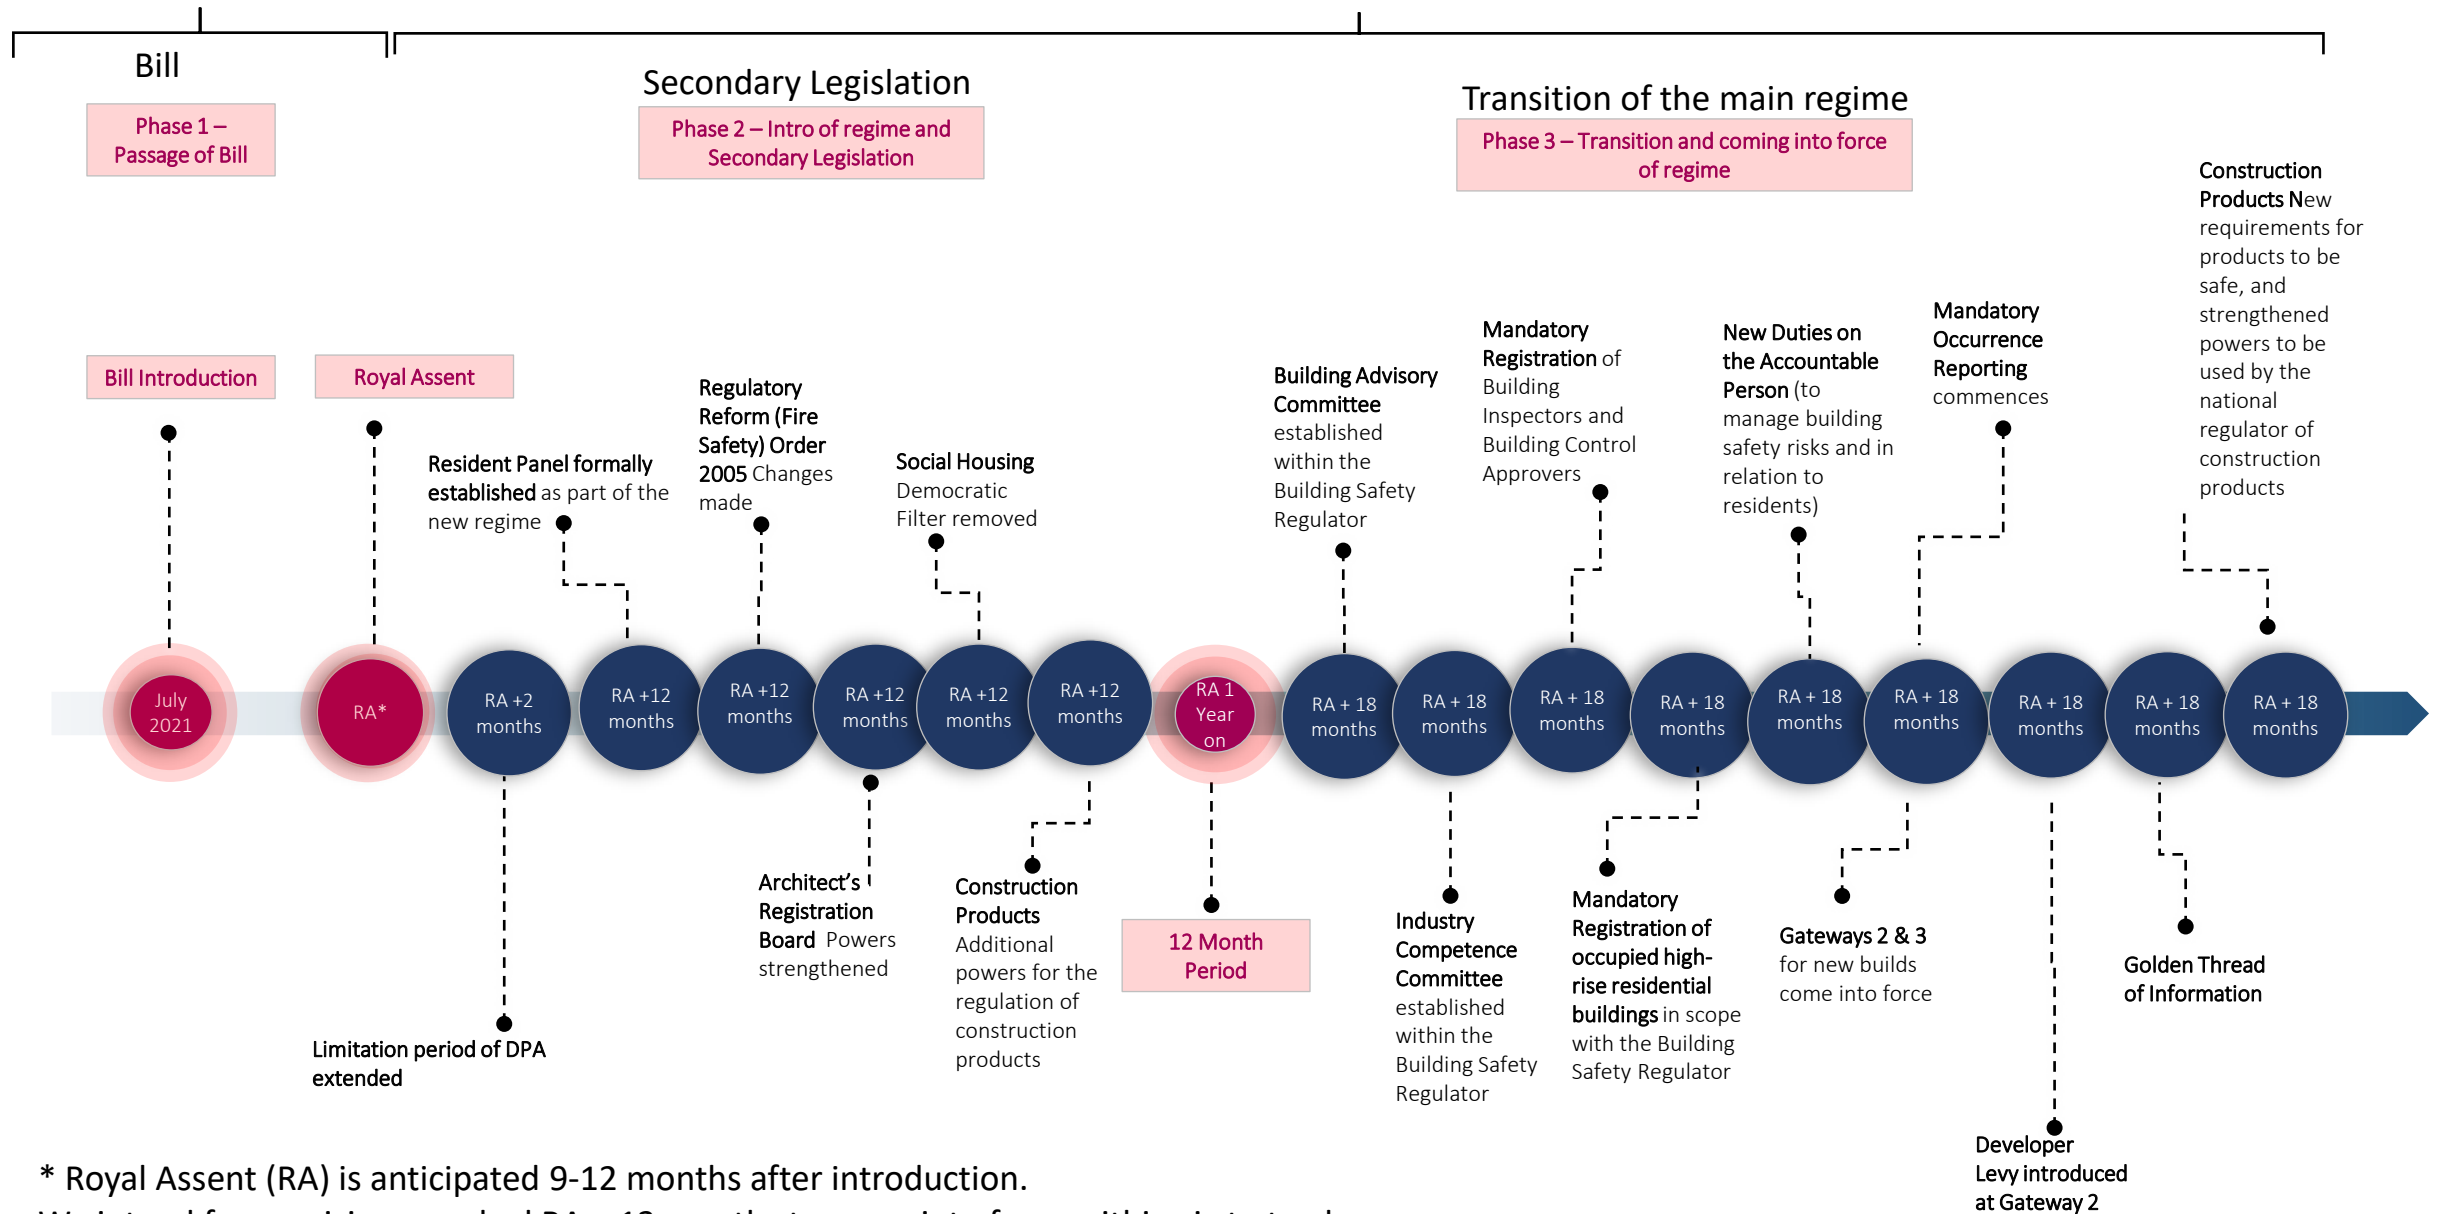 Bill
Secondary Legislation
Transition of the main regime
Phase 1 –
Passage of Bill
Phase 2 – Intro of regime and
Secondary Legislation
Phase 3 – Transition and coming into force
of regime
Bill Introduction
Royal Assent
Resident Panel formally
established as part of the
new regime
Regulatory
Reform (Fire
Safety) Order
2005 Changes
made
Social Housing
Democratic
Filter removed
Building Advisory
Committee
established
within the
Building Safety
Regulator
Mandatory
Registration of
Building
Inspectors and
Building Control
Approvers
New Duties on
the Accountable
Person (to
manage building
safety risks and in
relation to
residents)
Mandatory
Occurrence
Reporting
commences
Construction
Products New
requirements for
products to be
safe, and
strengthened
powers to be
used by the
national
regulator of
construction
products
July
2021
RA*
RA +2
months
RA +12
months
RA +12
months
RA +12
months
RA +12
months
RA +12
months
RA 1
Year
on
RA + 18
months
RA + 18
months
RA + 18
months
RA + 18
months
RA + 18
months
RA + 18
months
RA + 18
months
RA + 18
months
RA + 18
months
Limitation period of DPA
extended
Architect’s
Registration
Board Powers
strengthened
Construction
Products
Additional
powers for the
regulation of
construction
products
12 Month
Period
Industry
Competence
Committee
established
within the
Building Safety
Regulator
Mandatory
Registration of
occupied high-
rise residential
buildings in scope
with the Building
Safety Regulator
Gateways 2 & 3
for new builds
come into force
Developer
Levy introduced
at Gateway 2
Golden Thread
of Information
* Royal Assent (RA) is anticipated 9-12 months after introduction.